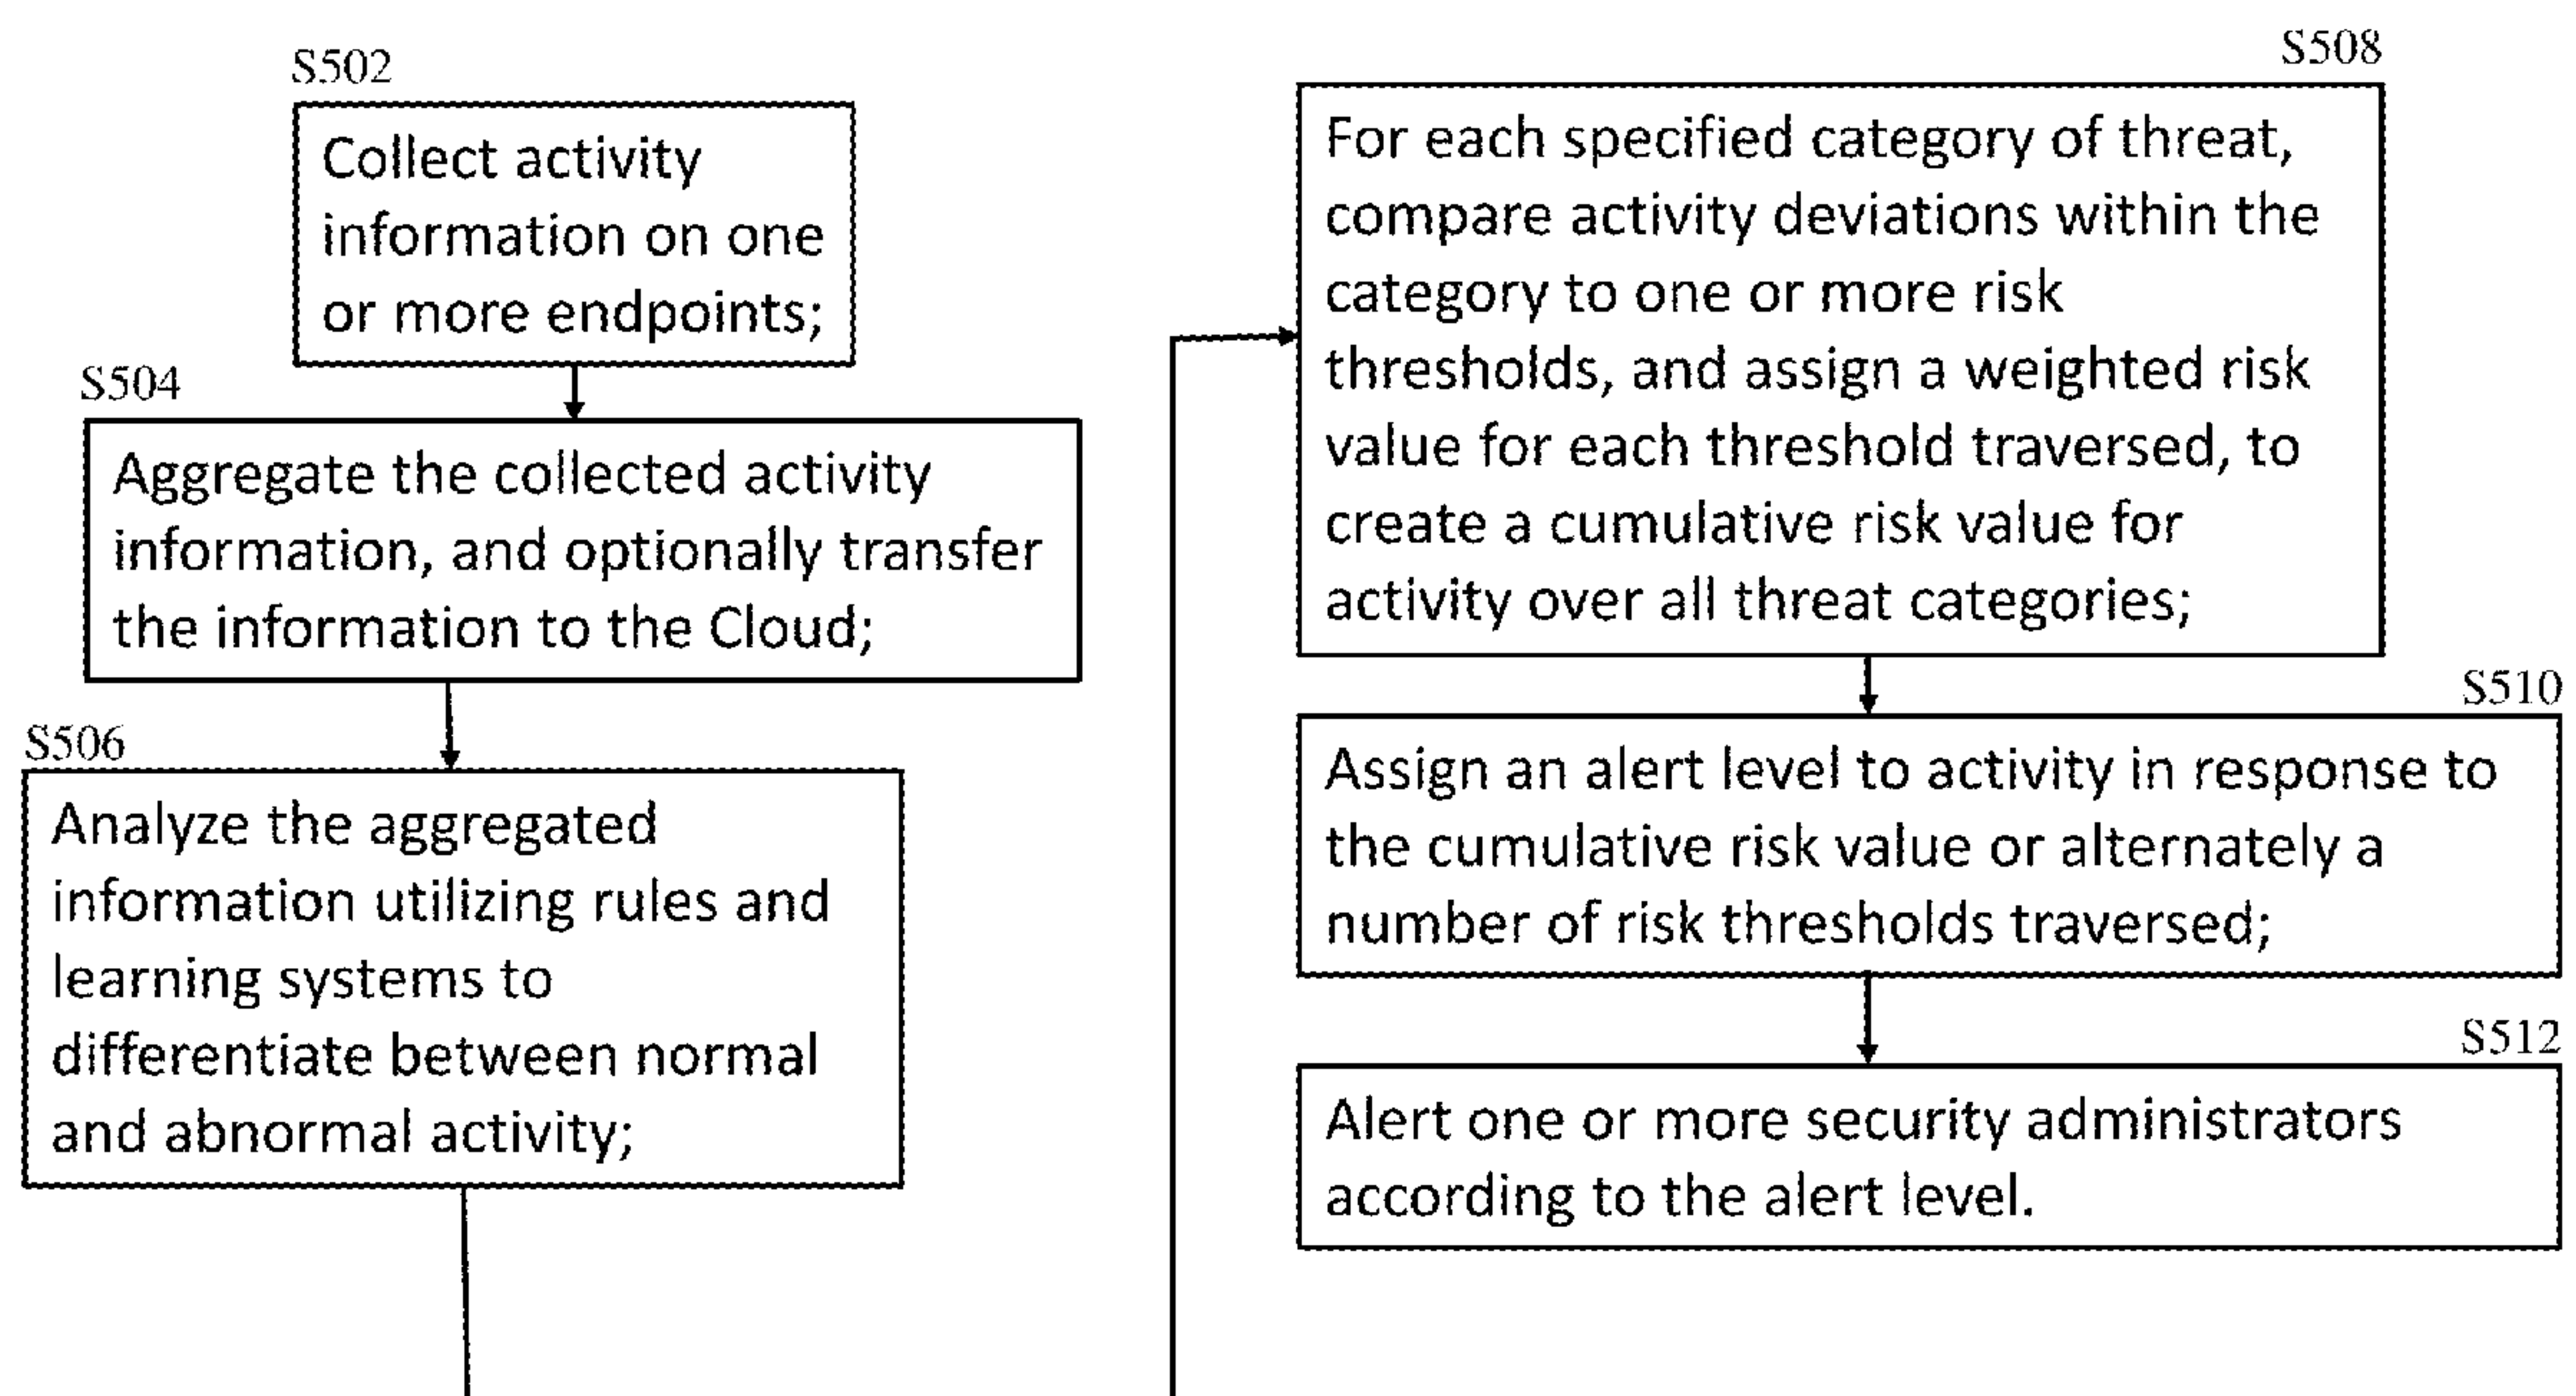 S502
Collect activity
information on one
or more endpoints;
S504
Aggregate the collected activity
information, and optionally transfer
the information to the Cloud;
S506
Analyze the aggregated
information utilizing rules and
learning systems to
differentiate between normal
and abnormal activity;
S508
For each specified category of threat,
compare activity deviations within the
category to one or more risk
thresholds, and assign a weighted risk
value for each threshold traversed, to
create a cumulative risk value for
activity over all threat categories;
S510
Assign an alert level to activity in response to
the cumulative risk value or alternately a
number of risk thresholds traversed;
S512
Alert one or more security administrators
according to the alert level.